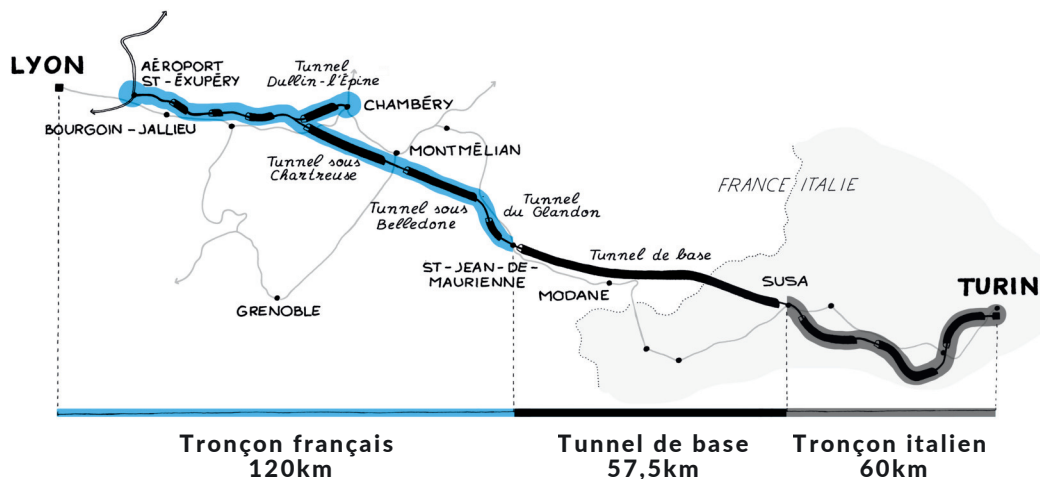 LYON
AÉROPORT
ST-ÉXUPÉRY
Tunnel
Dullin-l'Épine
CHAMBÉRY
BOURGOIN-JALLIEU
MONTMÉLIAN
Tunnel sous
Chartreuse
Tunnel sous
Belledone
Tunnel
du Glandon
FRANCE ITALIE
Tunnel de base
ST-JEAN-DE-
MAURIENNE
MODANE
SUSA
TURIN
GRENOBLE
Tronçon français
120km
Tunnel de base
57,5km
Tronçon italien
60km